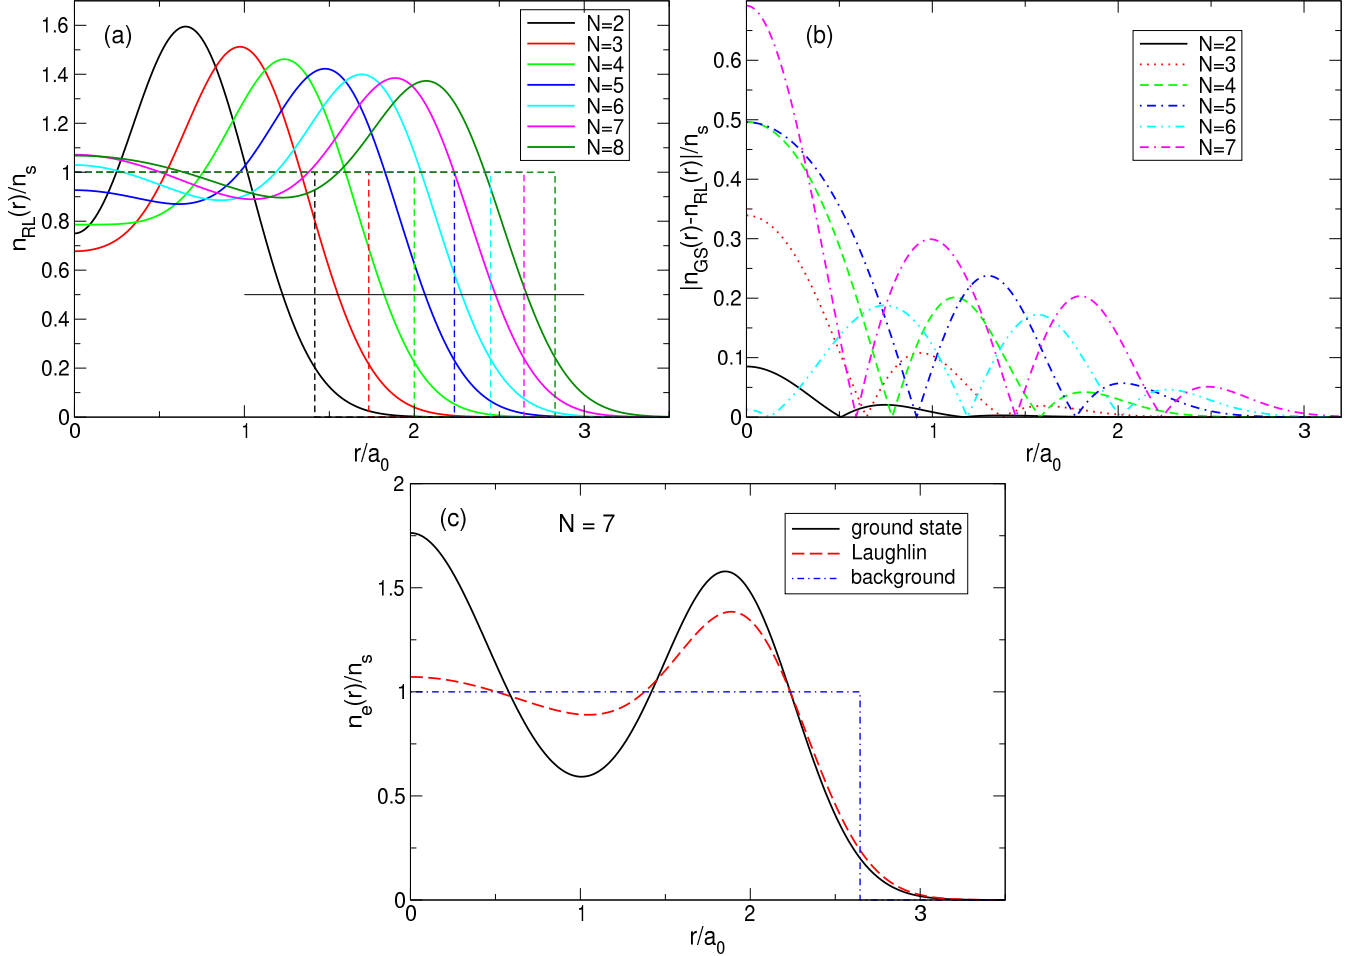 (a)
N=2
N=3
N=4
N=5
N=6
N=7
N=8
n_RL(r)/n_s
1.6
1.4
1.2
1
0.8
0.6
0.4
0.2
0
0 1 2 3
r/a_0
(b)
N=2
N=3
N=4
N=5
N=6
N=7
|n_GS(r)-n_RL(r)|/n_s
0.6
0.5
0.4
0.3
0.2
0.1
0
0 1 2 3
r/a_0
(c)
N = 7
ground state
Laughlin
background
n_e(r)/n_s
2
1.5
1
0.5
0
0 1 2 3
r/a_0